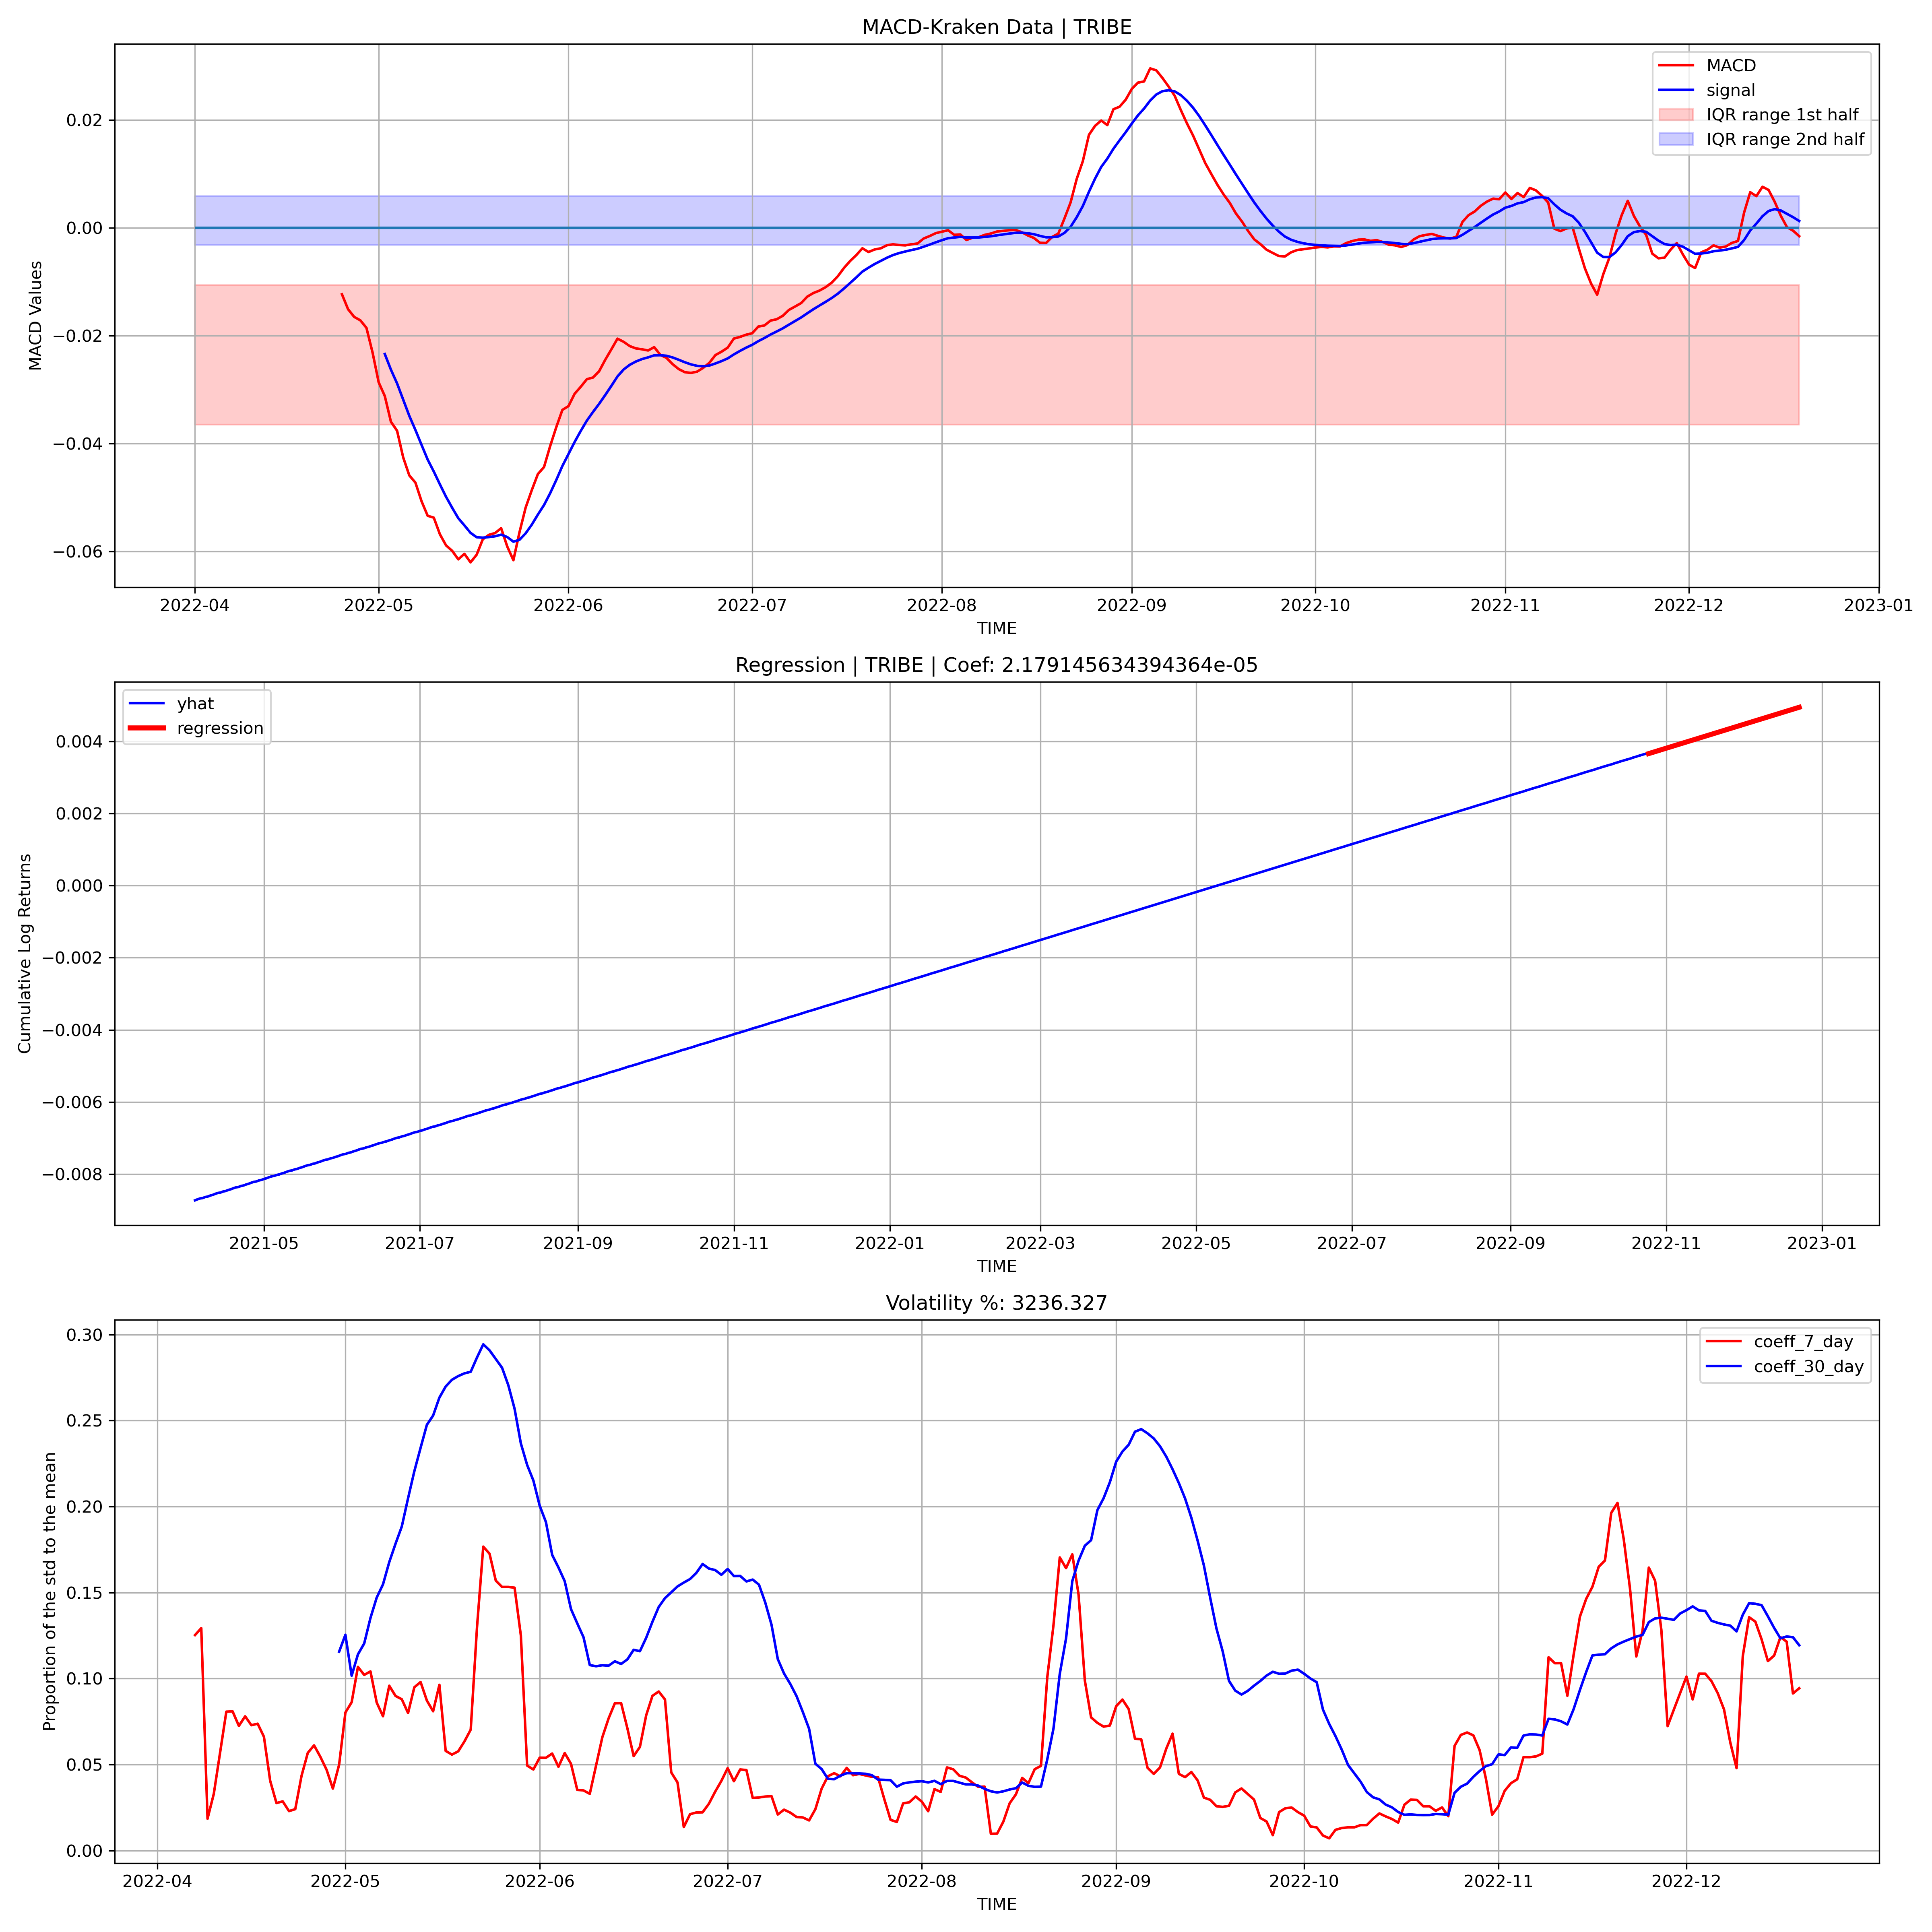 MACD-Kraken Data | TRIBE
MACD
signal
IQR range 1st half
IQR range 2nd half
MACD Values
0.02
0.00
−0.02
−0.04
−0.06
2022-04 2022-05 2022-06 2022-07 2022-08 2022-09 2022-10 2022-11 2022-12 2023-01
TIME
Regression | TRIBE | Coef: 2.179145634394364e-05
yhat
regression
Cumulative Log Returns
0.004
0.002
0.000
−0.002
−0.004
−0.006
−0.008
2021-05 2021-07 2021-09 2021-11 2022-01 2022-03 2022-05 2022-07 2022-09 2022-11 2023-01
TIME
Volatility %: 3236.327
coeff_7_day
coeff_30_day
Proportion of the std to the mean
0.30
0.25
0.20
0.15
0.10
0.05
0.00
2022-04 2022-05 2022-06 2022-07 2022-08 2022-09 2022-10 2022-11 2022-12
TIME